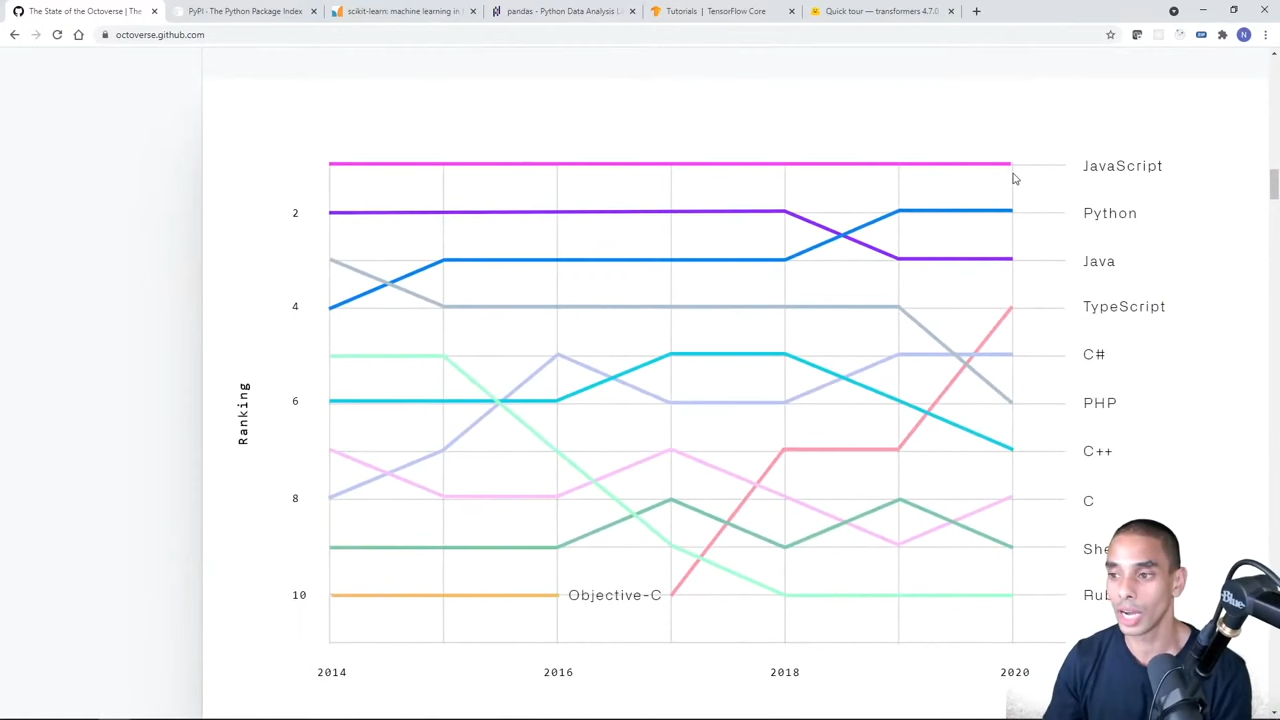 The State of the Octoverse | The
PyPI · The Python Package Index
scikit-learn: machine learning in
pandas - Python Data Analysis Li
Tutorials | TensorFlow Core
Quick tour — transformers 4.7.0
octoverse.github.com
N
JavaScript
2
Python
Java
4
TypeScript
C#
6
PHP
Ranking
C++
8
C
She
10
Objective-C
Rub
2014
2016
2018
2020
Blue